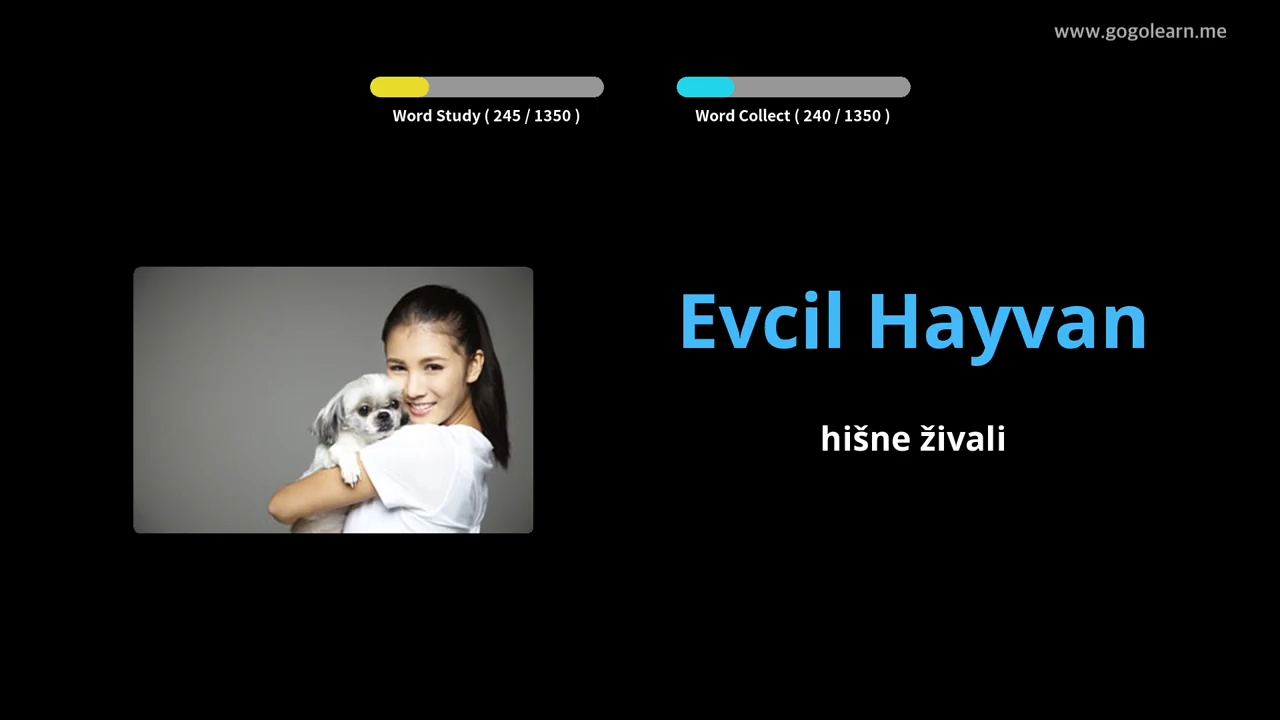 www.gogolearn.me
Word Study ( 245 / 1350 )
Word Collect ( 240 / 1350 )
Evcil Hayvan
hišne živali